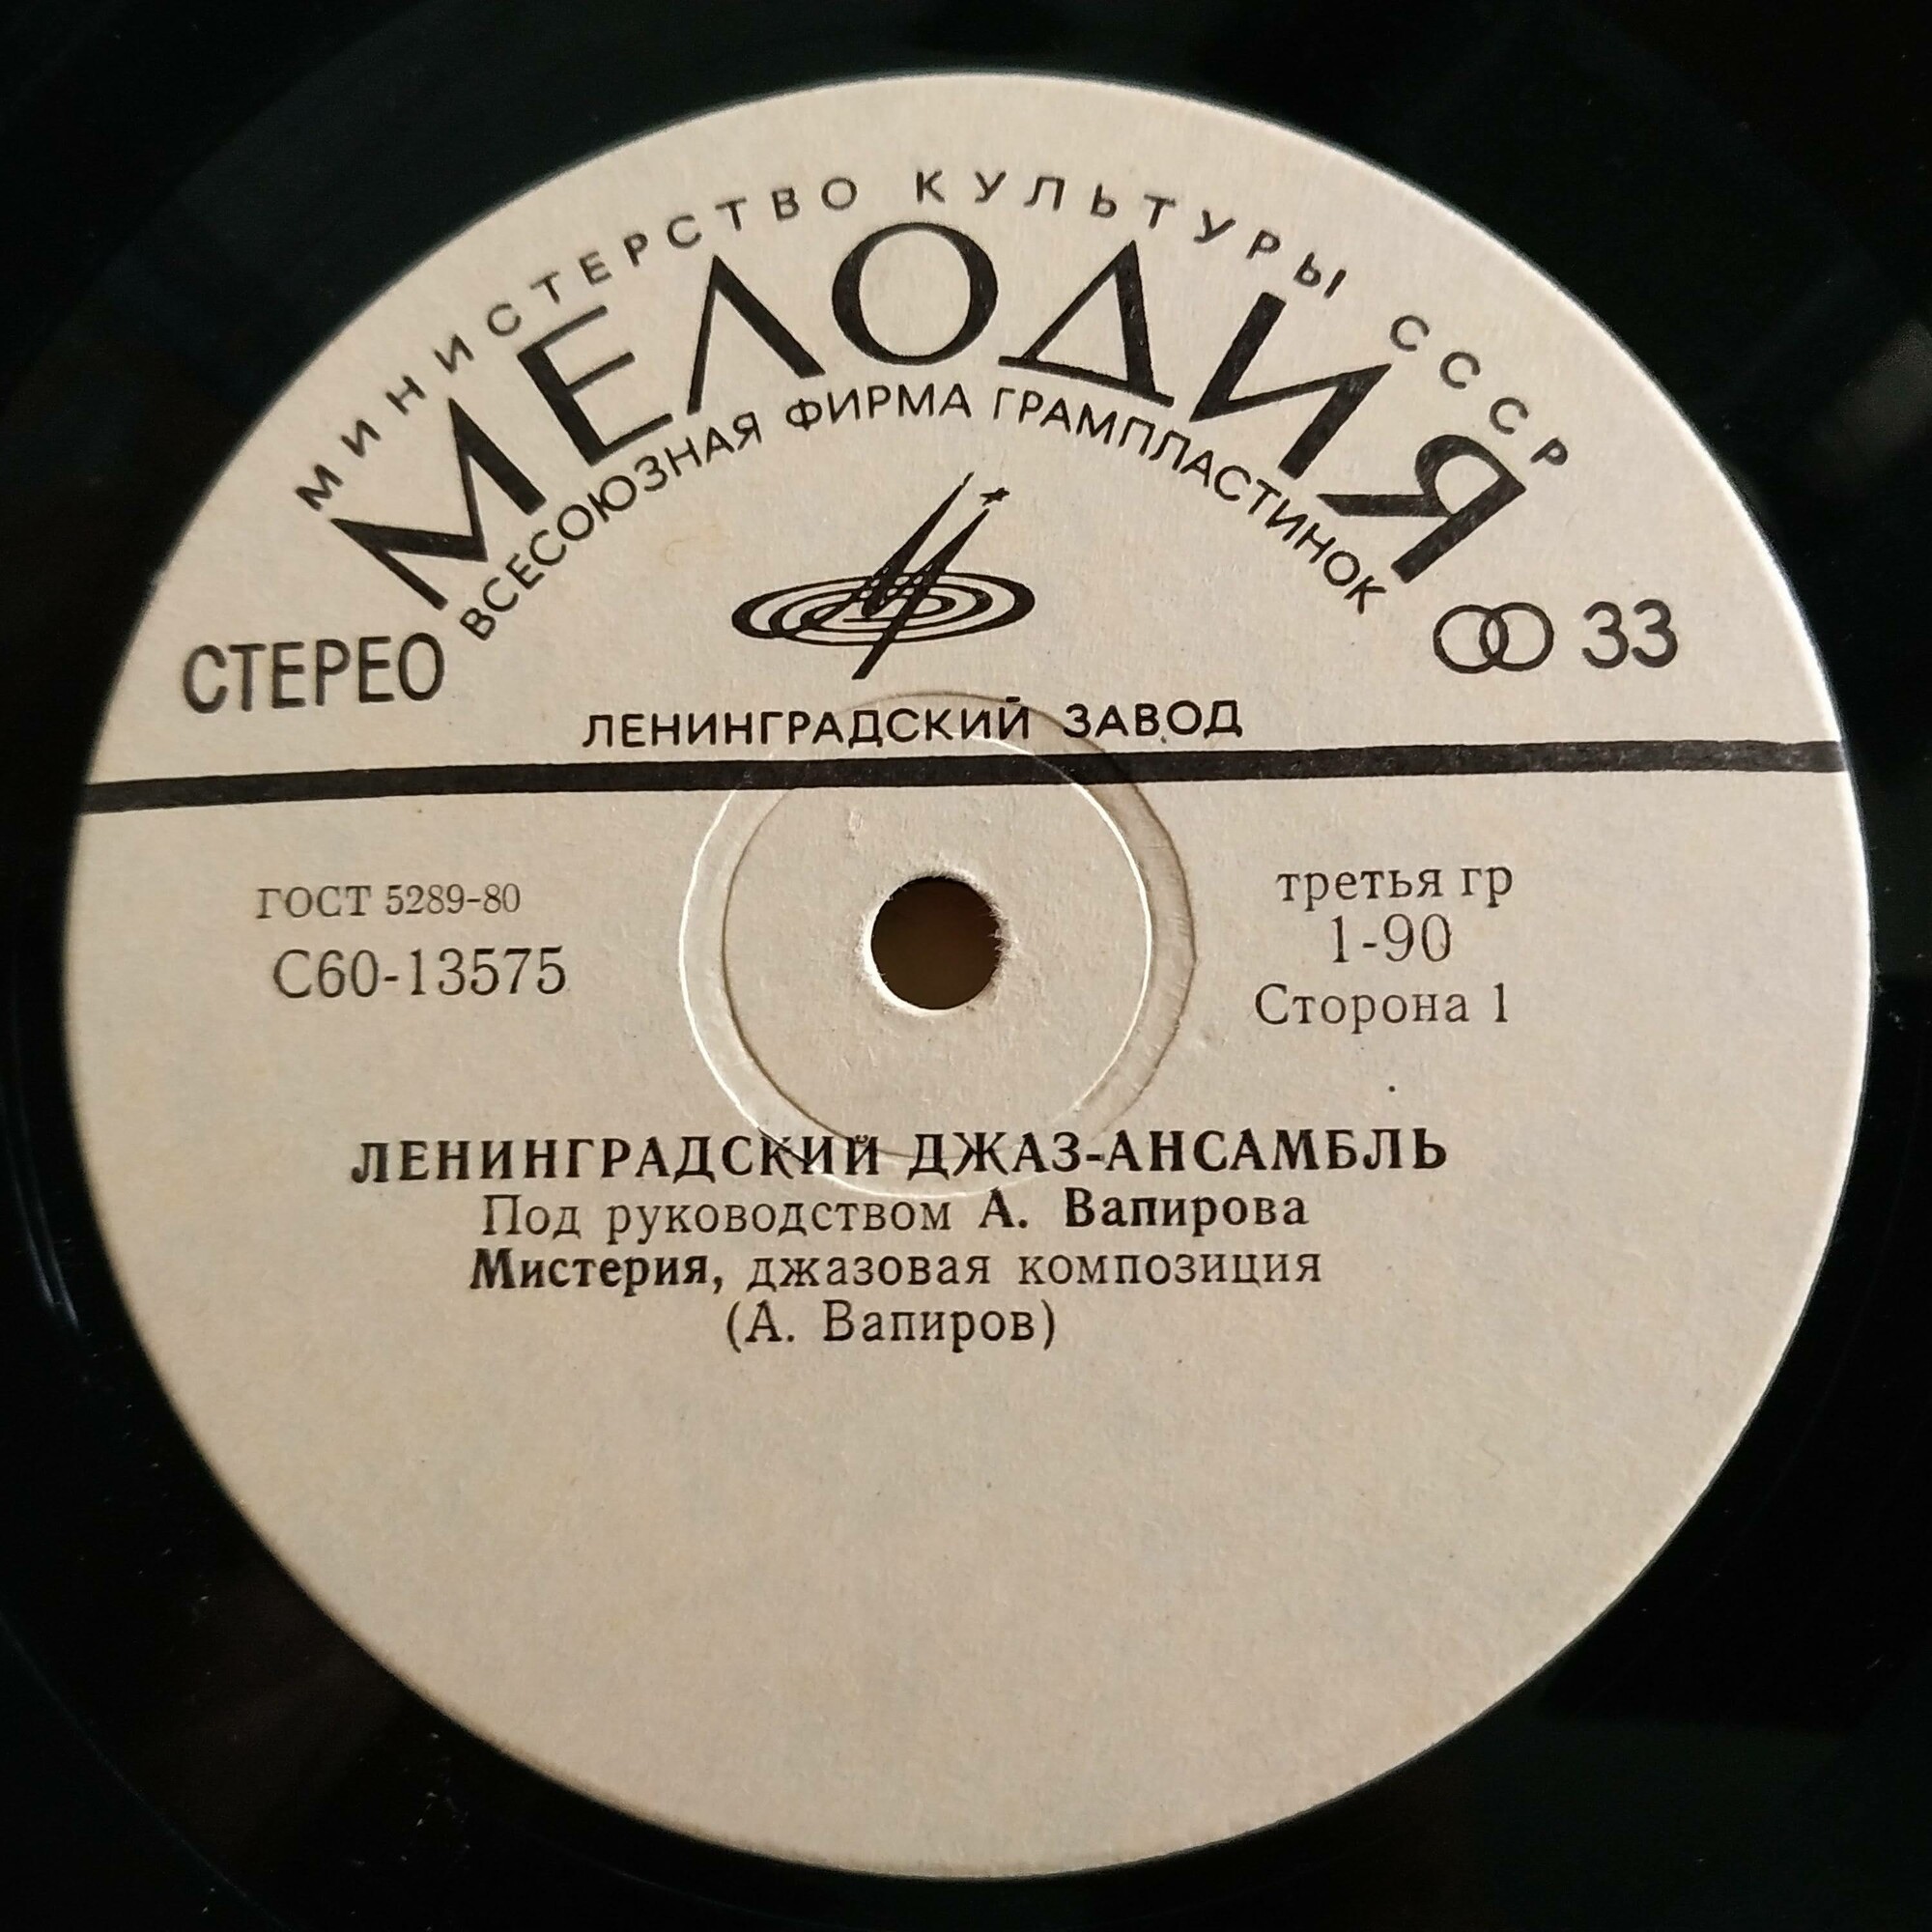 МИНИСТЕРСТВО КУЛЬТУРЫ СССР
МЕЛОДИЯ
ВСЕСОЮЗНАЯ ФИРМА ГРАМПЛАСТИНОК
СТЕРЕО
33
ЛЕНИНГРАДСКИЙ ЗАВОД
ГОСТ 5289-80
С60-13575
третья гр
1-90
Сторона 1
ЛЕНИНГРАДСКИЙ ДЖАЗ-АНСАМБЛЬ
Под руководством А. Вапирова
Мистерия, джазовая композиция
(А. Вапиров)